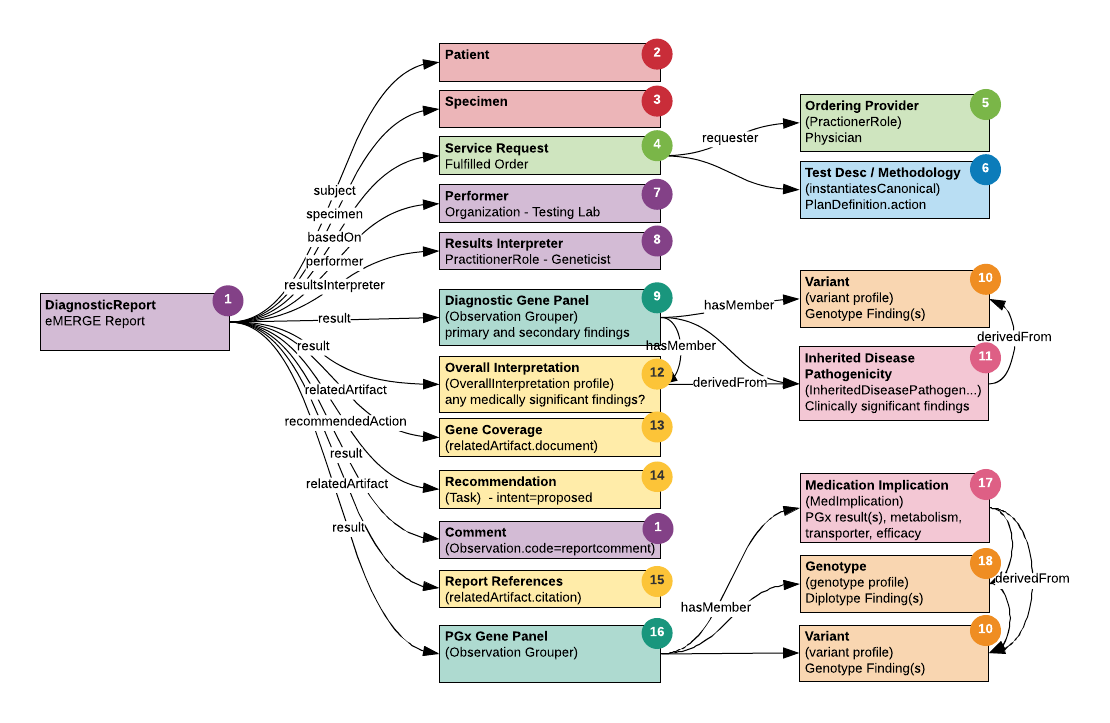 Patient
2
Specimen
3
Service Request
Fulfilled Order
4
requester
Ordering Provider
(PractionerRole)
Physician
5
Test Desc / Methodology
(instantiatesCanonical)
PlanDefinition.action
6
Performer
Organization - Testing Lab
7
Results Interpreter
PractitionerRole - Geneticist
8
subject
specimen
basedOn
performer
resultsInterpreter
DiagnosticReport
eMERGE Report
1
result
result
relatedArtifact
recommendedAction
result
relatedArtifact
result
Diagnostic Gene Panel
(Observation Grouper)
primary and secondary findings
9
hasMember
hasMember
Variant
(variant profile)
Genotype Finding(s)
10
derivedFrom
Inherited Disease
Pathogenicity
(InheritedDiseasePathogen...)
Clinically significant findings
11
Overall Interpretation
(OverallInterpretation profile)
any medically significant findings?
12
derivedFrom
Gene Coverage
(relatedArtifact.document)
13
Recommendation
(Task)  - intent=proposed
14
Comment
(Observation.code=reportcomment)
1
Report References
(relatedArtifact.citation)
15
PGx Gene Panel
(Observation Grouper)
16
hasMember
Medication Implication
(MedImplication)
PGx result(s), metabolism,
transporter, efficacy
17
Genotype
(genotype profile)
Diplotype Finding(s)
18
derivedFrom
Variant
(variant profile)
Genotype Finding(s)
10